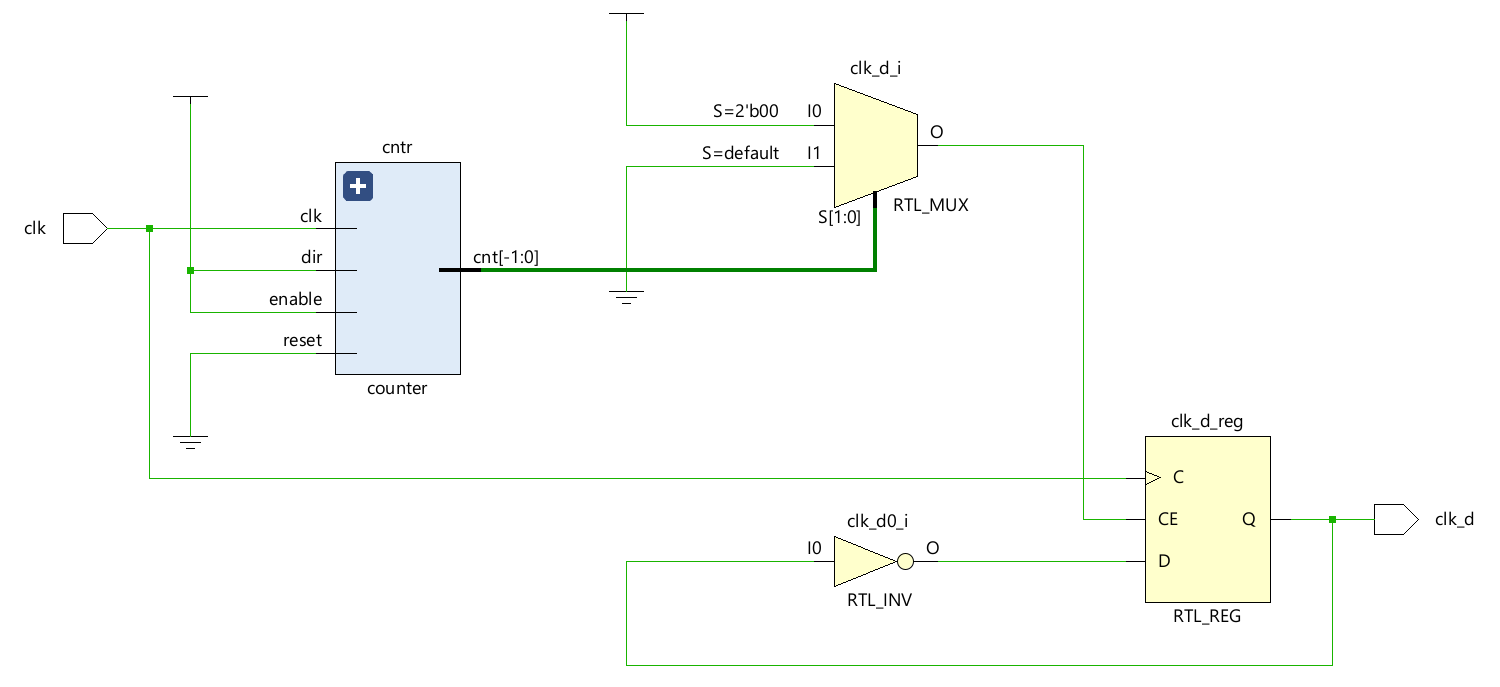 clk_d_i
S=2'b00 I0
O
S=default I1
cntr
RTL_MUX
S[1:0]
clk
clk
dir
cnt[-1:0]
enable
reset
counter
clk_d_reg
C
clk_d0_i
CE
Q
clk_d
I0
O
D
RTL_INV
RTL_REG